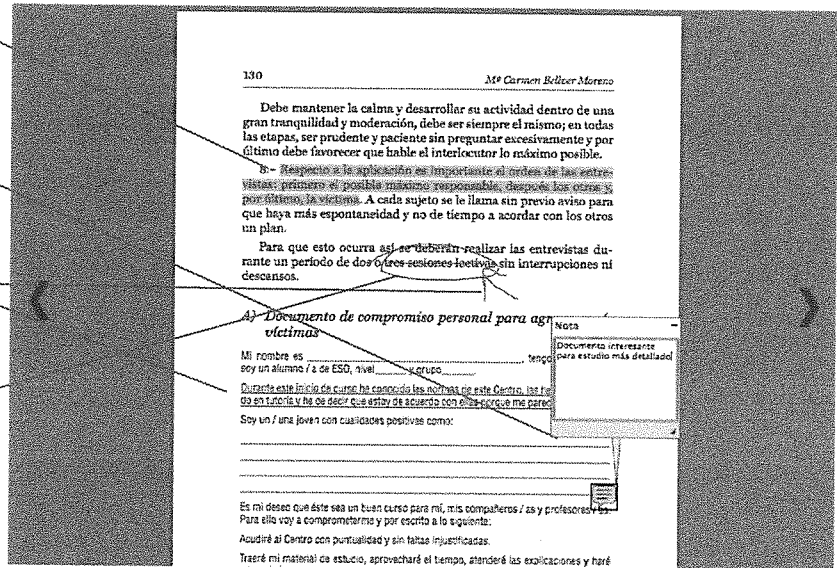 130
Mª Carmen Bellver Moreno
Debe mantener la calma y desarrollar su actividad dentro de una
gran tranquilidad y moderación, debe ser siempre el mismo; en todas
las etapas, ser prudente y paciente sin preguntar excesivamente y por
último debe favorecer que hable el interlocutor lo máximo posible.
8.– Respecto a la aplicación es importante el orden de las entre-
vistas: primero el posible máximo responsable, después los otros y,
por último, la víctima. A cada sujeto se le llama sin previo aviso para
que haya más espontaneidad y no de tiempo a acordar con los otros
un plan.
Para que esto ocurra así se deberán realizar las entrevistas du-
rante un período de dos o tres sesiones lectivas sin interrupciones ni
descansos.
A) Documento de compromiso personal para
víctimas
Nota
Documento interesante
para estudio más detallado
Mi nombre es , tengo
soy un alumno / a de ESO, nivel y grupo
Durante este inicio de curso he conocido las normas de este Centro, las
do en tutoría y he de decir que estoy de acuerdo con ellas porque me
Soy un / una joven con cualidades positivas como:
Es mi deseo que éste sea un buen curso para mí, mis compañeros / as y profesores /
Para ello voy a comprometerme y por escrito a lo siguiente:
Acudiré al Centro con puntualidad y sin faltas injustificadas.
Traeré mi material de estudio, aprovecharé el tiempo, atenderé las explicaciones y haré